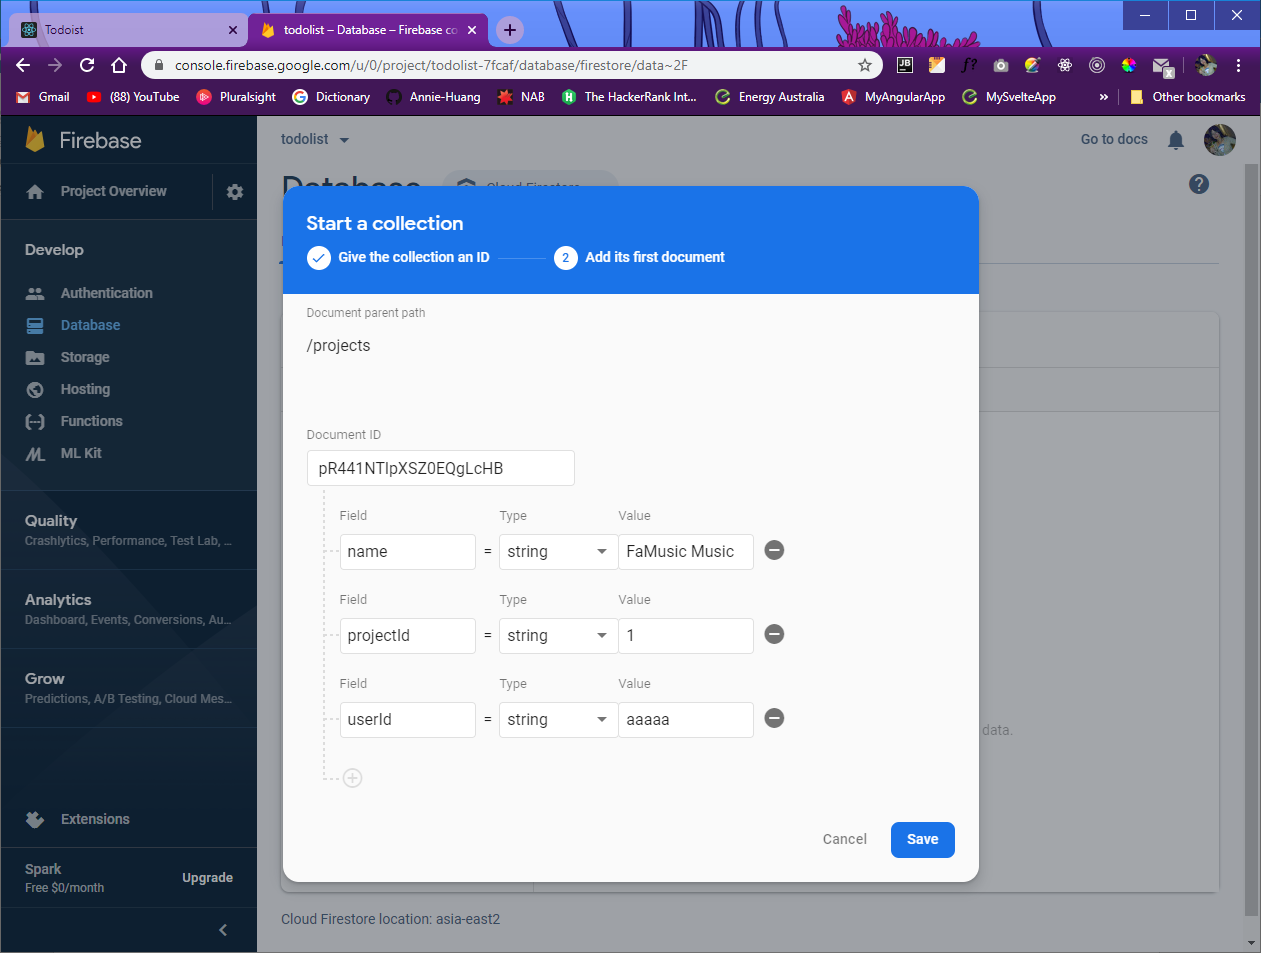 Todoist
todolist – Database – Firebase co
console.firebase.google.com/u/0/project/todolist-7fcaf/database/firestore/data~2F
JB
f?
x
Gmail
(88) YouTube
Pluralsight
Dictionary
Annie-Huang
NAB
The HackerRank Int...
Energy Australia
MyAngularApp
MySvelteApp
»
Other bookmarks
Firebase
todolist
Go to docs
Project Overview
Database
Cloud Firestore
Start a collection
Give the collection an ID
2
Add its first document
Develop
Authentication
Database
Storage
Hosting
Functions
ML Kit
Quality
Crashlytics, Performance, Test Lab, ...
Analytics
Dashboard, Events, Conversions, Au...
Grow
Predictions, A/B Testing, Cloud Mes...
Extensions
Spark
Free $0/month
Upgrade
Document parent path
/projects
Document ID
pR441NTIpXSZ0EQgLcHB
Field Type Value
name = string FaMusic Music
Field Type Value
projectId = string 1
Field Type Value
userId = string aaaaa
data.
Cancel
Save
Cloud Firestore location: asia-east2